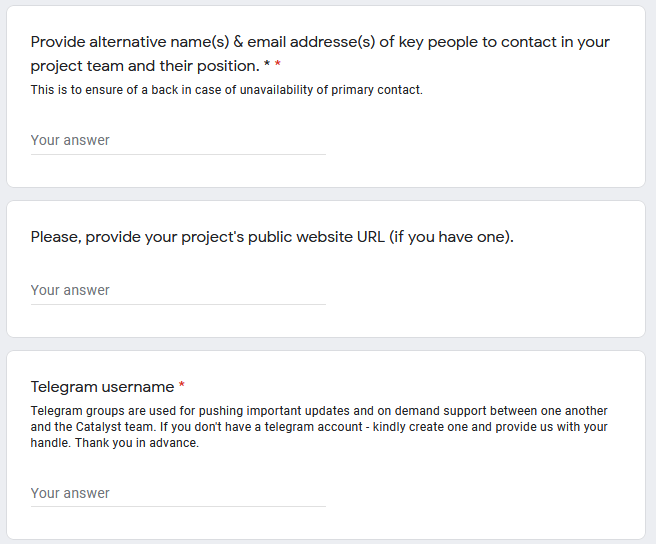 Provide alternative name(s) & email addresse(s) of key people to contact in your
project team and their position. * *
This is to ensure of a back in case of unavailability of primary contact.
Your answer
Please, provide your project's public website URL (if you have one).
Your answer
Telegram username *
Telegram groups are used for pushing important updates and on demand support between one another
and the Catalyst team. If you don't have a telegram account - kindly create one and provide us with your
handle. Thank you in advance.
Your answer